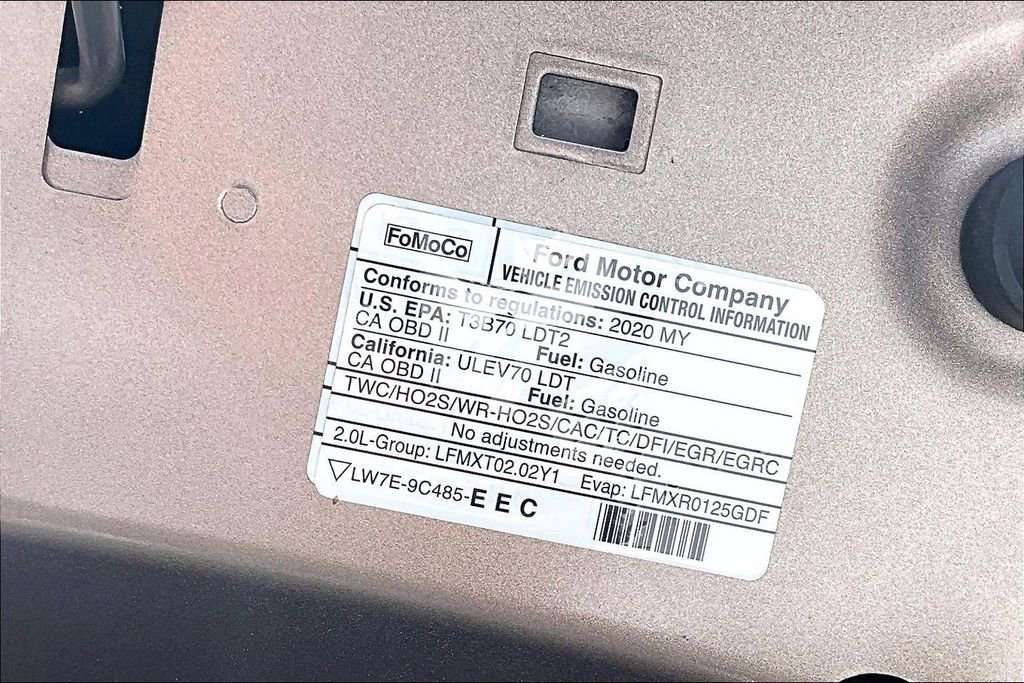 FoMoCo
Ford Motor Company
VEHICLE EMISSION CONTROL INFORMATION
Conforms to regulations: 2020 MY
U.S. EPA: T3B70 LDT2
CA OBD II Fuel: Gasoline
California: ULEV70 LDT
CA OBD II Fuel: Gasoline
TWC/HO2S/WR-HO2S/CAC/TC/DFI/EGR/EGRC
No adjustments needed.
2.0L-Group: LFMXT02.02Y1 Evap: LFMXR0125GDF
LW7E-9C485-EEC